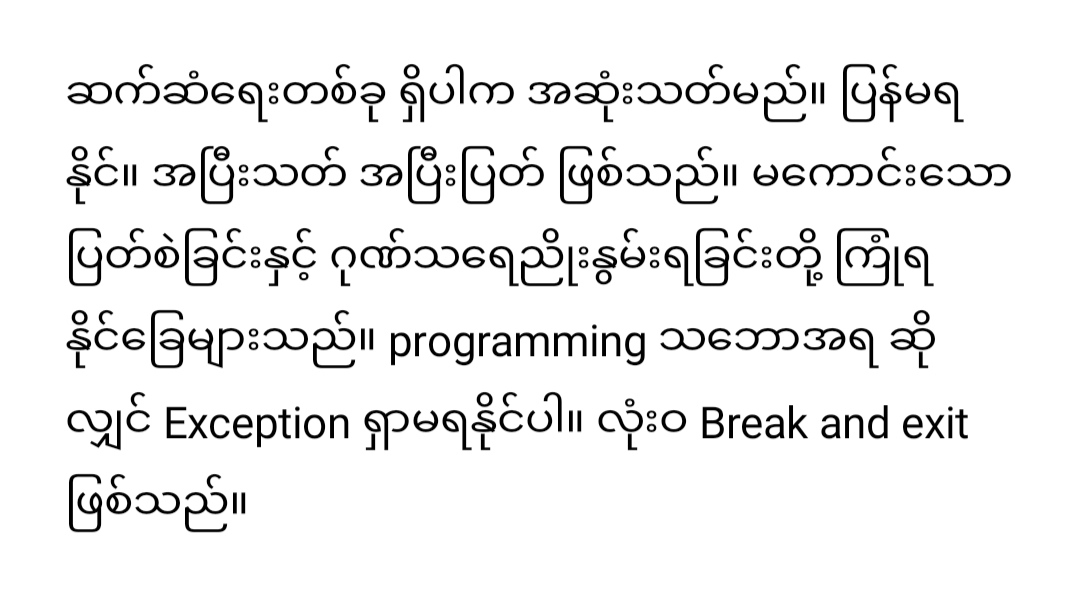 ဆက်ဆံရေးတစ်ခု ရှိပါက အဆုံးသတ်မည်။ ပြန်မရ
နိုင်။ အပြီးသတ် အပြီးပြတ် ဖြစ်သည်။ မကောင်းသော
ပြတ်စဲခြင်းနှင့် ဂုဏ်သရေညှိုးနွမ်းရခြင်းတို့ ကြုံရ
နိုင်ခြေများသည်။ programming သဘောအရ ဆို
လျှင် Exception ရှာမရနိုင်ပါ။ လုံးဝ Break and exit
ဖြစ်သည်။